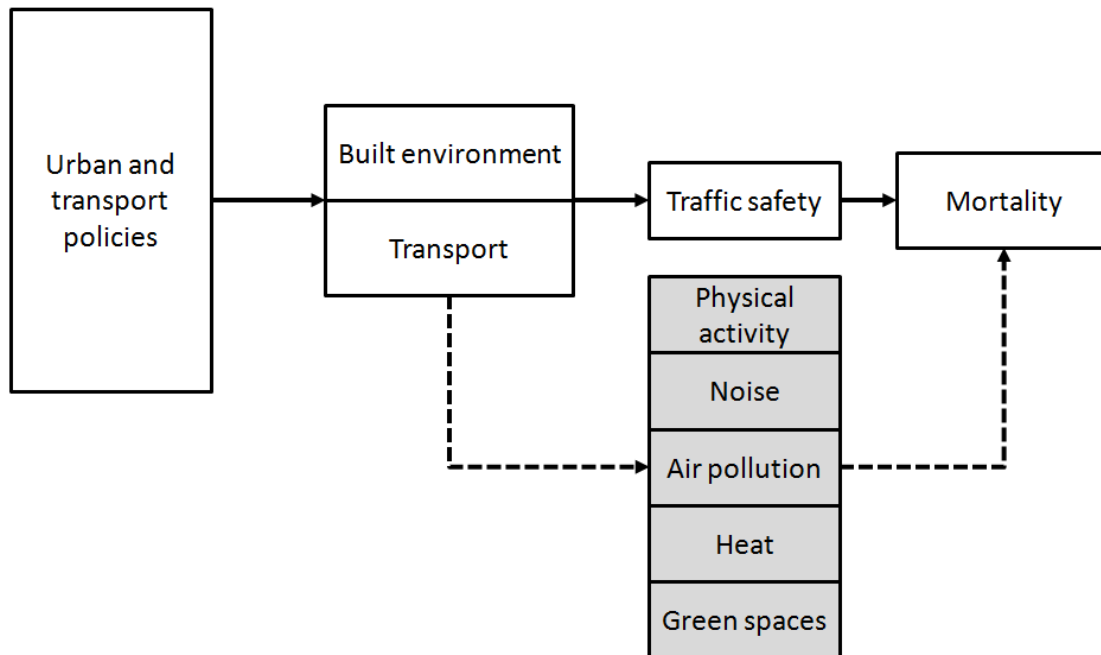 Urban and
transport
policies
Built environment
Transport
Traffic safety
Mortality
Physical
activity
Noise
Air pollution
Heat
Green spaces